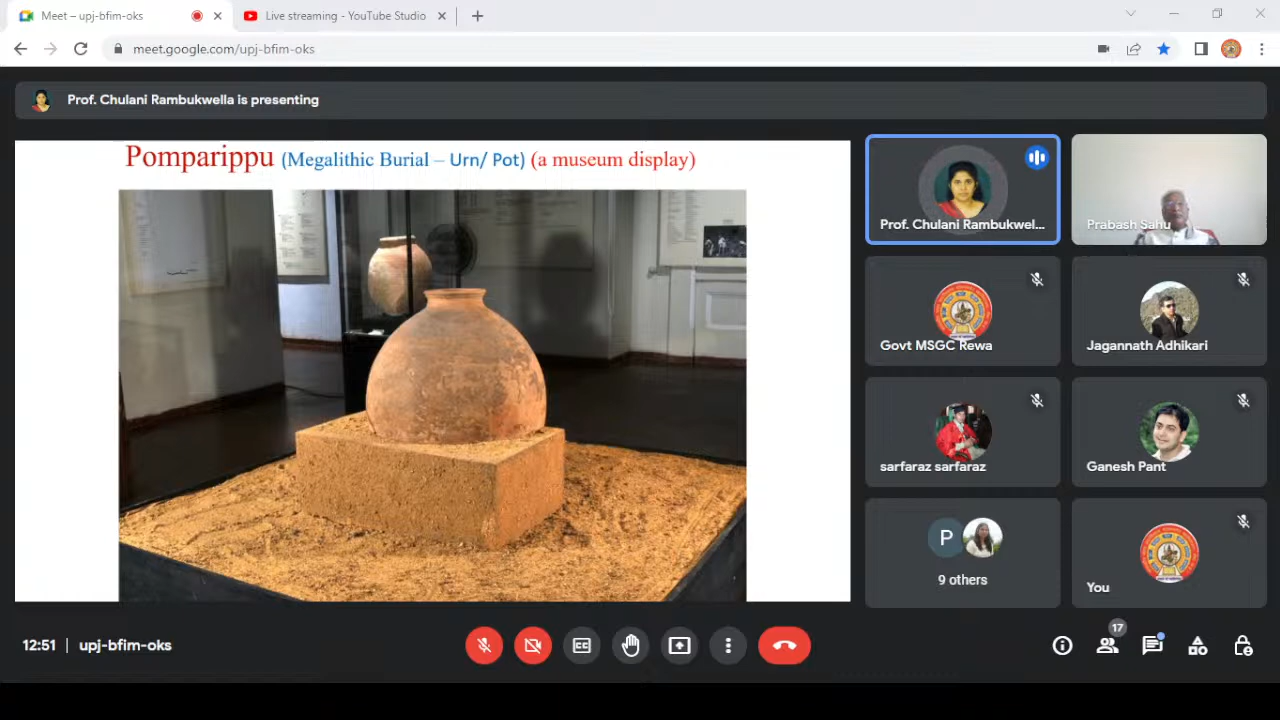 Meet – upj-bfim-oks
Live streaming - YouTube Studio
meet.google.com/upj-bfim-oks
Prof. Chulani Rambukwella is presenting
Pomparippu (Megalithic Burial – Urn/ Pot) (a museum display)
Prof. Chulani Rambukwel...
Prabash Sahu
Govt MSGC Rewa
Jagannath Adhikari
sarfaraz sarfaraz
Ganesh Pant
P
9 others
You
12:51 | upj-bfim-oks
CC
17